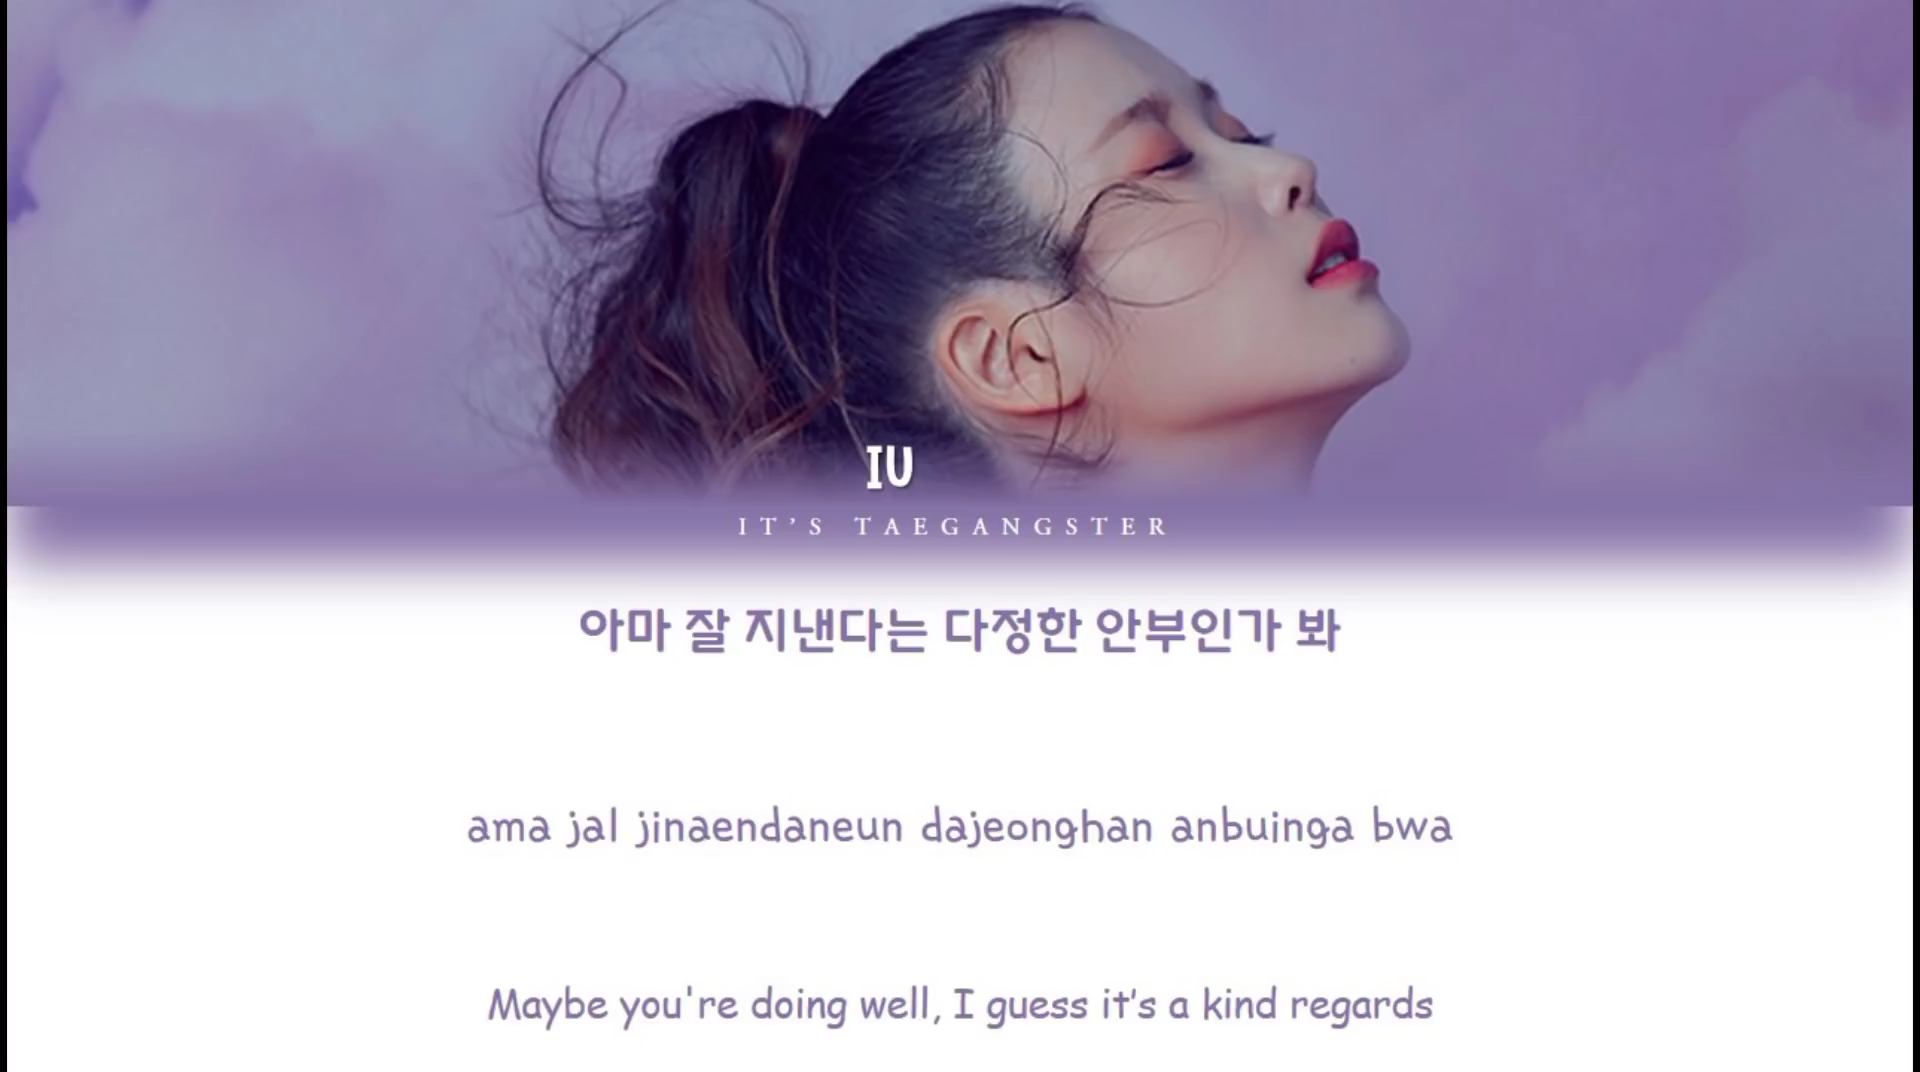 IU
IT'S TAEGANGSTER
아마 잘 지낸다는 다정한 안부인가 봐
ama jal jinaendaneun dajeonghan anbuinga bwa
Maybe you're doing well, I guess it's a kind regards